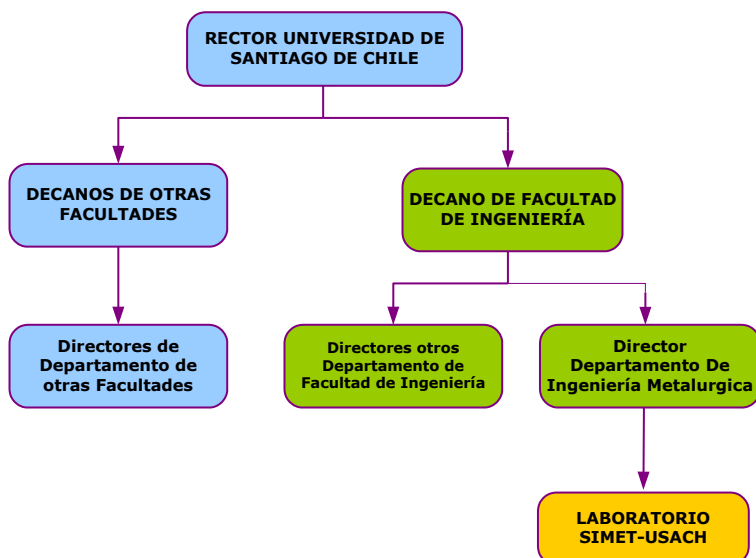 RECTOR UNIVERSIDAD DE
SANTIAGO DE CHILE
DECANOS DE OTRAS
FACULTADES
DECANO DE FACULTAD
DE INGENIERÍA
Directores de
Departamento de
otras Facultades
Directores otros
Departamento de
Facultad de Ingeniería
Director
Departamento De
Ingeniería Metalurgica
LABORATORIO
SIMET-USACH